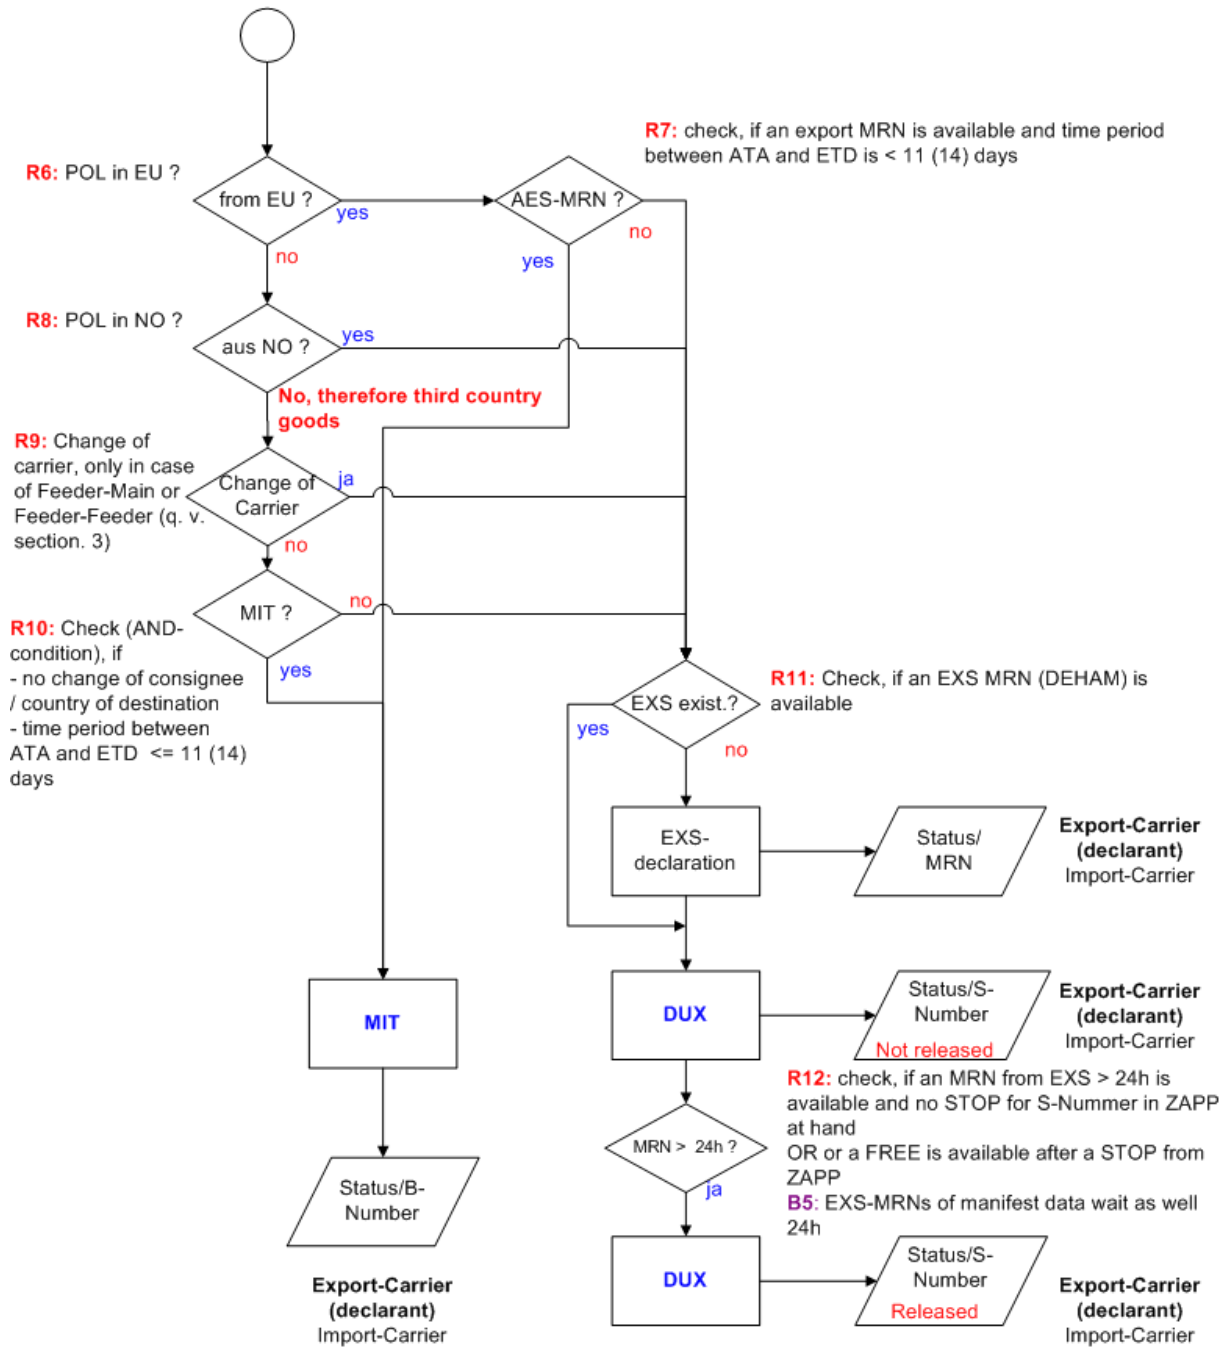 R7: check, if an export MRN is available and time period
between ATA and ETD is < 11 (14) days
R6: POL in EU ?
from EU ?
yes
no
AES-MRN ?
no
yes
R8: POL in NO ?
aus NO ?
yes
No, therefore third country
goods
R9: Change of
carrier, only in case
of Feeder-Main or
Feeder-Feeder (q. v.
section. 3)
Change of
Carrier
ja
no
MIT ?
no
yes
R10: Check (AND-
condition), if
- no change of consignee
/ country of destination
- time period between
ATA and ETD <= 11 (14)
days
EXS exist.?
yes
no
R11: Check, if an EXS MRN (DEHAM) is
available
EXS-
declaration
Status/
MRN
Export-Carrier
(declarant)
Import-Carrier
MIT
DUX
Status/S-
Number
Not released
Export-Carrier
(declarant)
Import-Carrier
R12: check, if an MRN from EXS > 24h is
available and no STOP for S-Nummer in ZAPP
at hand
OR or a FREE is available after a STOP from
ZAPP
B5: EXS-MRNs of manifest data wait as well
24h
MRN > 24h ?
ja
Status/B-
Number
Export-Carrier
(declarant)
Import-Carrier
DUX
Status/S-
Number
Released
Export-Carrier
(declarant)
Import-Carrier